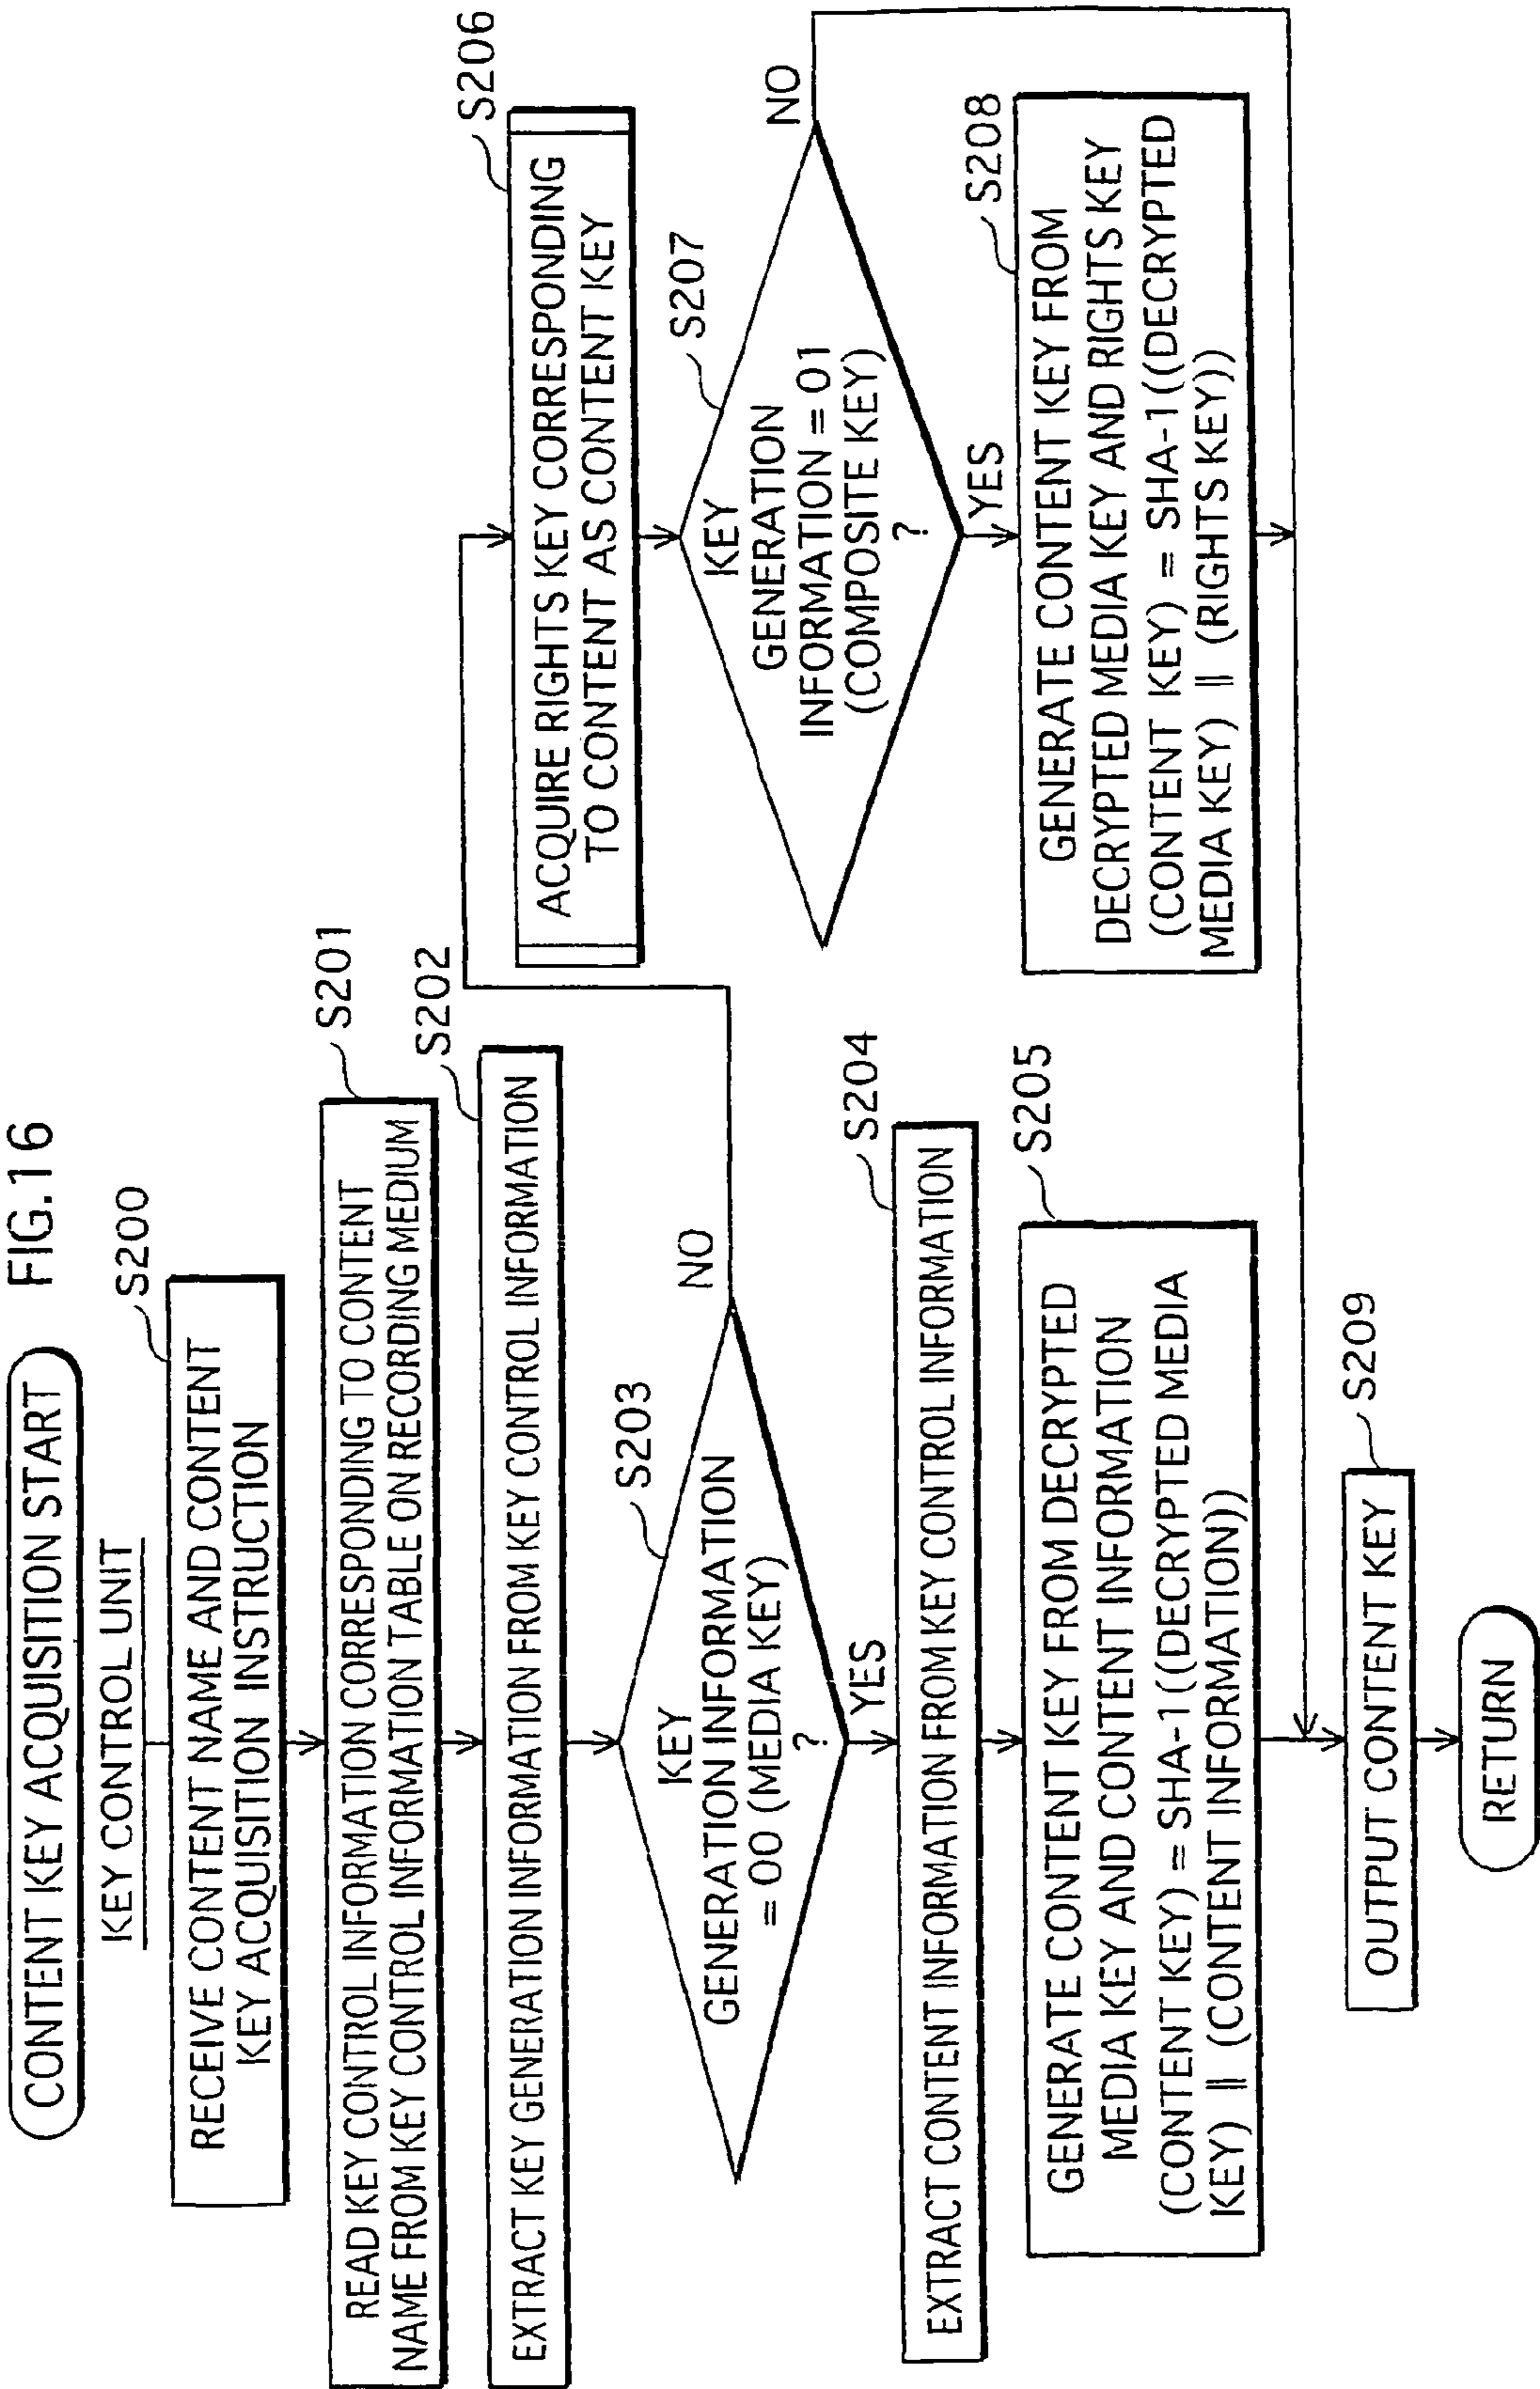 FIG.16
CONTENT KEY ACQUISITION START
KEY CONTROL UNIT
S200
RECEIVE CONTENT NAME AND CONTENT
KEY ACQUISITION INSTRUCTION
S201
READ KEY CONTROL INFORMATION CORRESPONDING TO CONTENT
NAME FROM KEY CONTROL INFORMATION TABLE ON RECORDING MEDIUM
S202
EXTRACT KEY GENERATION INFORMATION FROM KEY CONTROL INFORMATION
S203
KEY
GENERATION INFORMATION
= 00 (MEDIA KEY)
?
NO
YES
S204
EXTRACT CONTENT INFORMATION FROM KEY CONTROL INFORMATION
S205
GENERATE CONTENT KEY FROM DECRYPTED
MEDIA KEY AND CONTENT INFORMATION
(CONTENT KEY) = SHA-1((DECRYPTED MEDIA
KEY) || (CONTENT INFORMATION))
S206
ACQUIRE RIGHTS KEY CORRESPONDING
TO CONTENT AS CONTENT KEY
S207
KEY
GENERATION
INFORMATION = 01
(COMPOSITE KEY)
?
NO
YES
S208
GENERATE CONTENT KEY FROM
DECRYPTED MEDIA KEY AND RIGHTS KEY
(CONTENT KEY) = SHA-1((DECRYPTED
MEDIA KEY) || (RIGHTS KEY))
S209
OUTPUT CONTENT KEY
RETURN